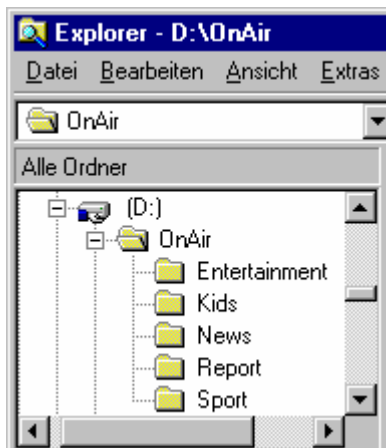 Explorer - D:\OnAir
Datei Bearbeiten Ansicht Extras
OnAir
Alle Ordner
(D:)
OnAir
Entertainment
Kids
News
Report
Sport